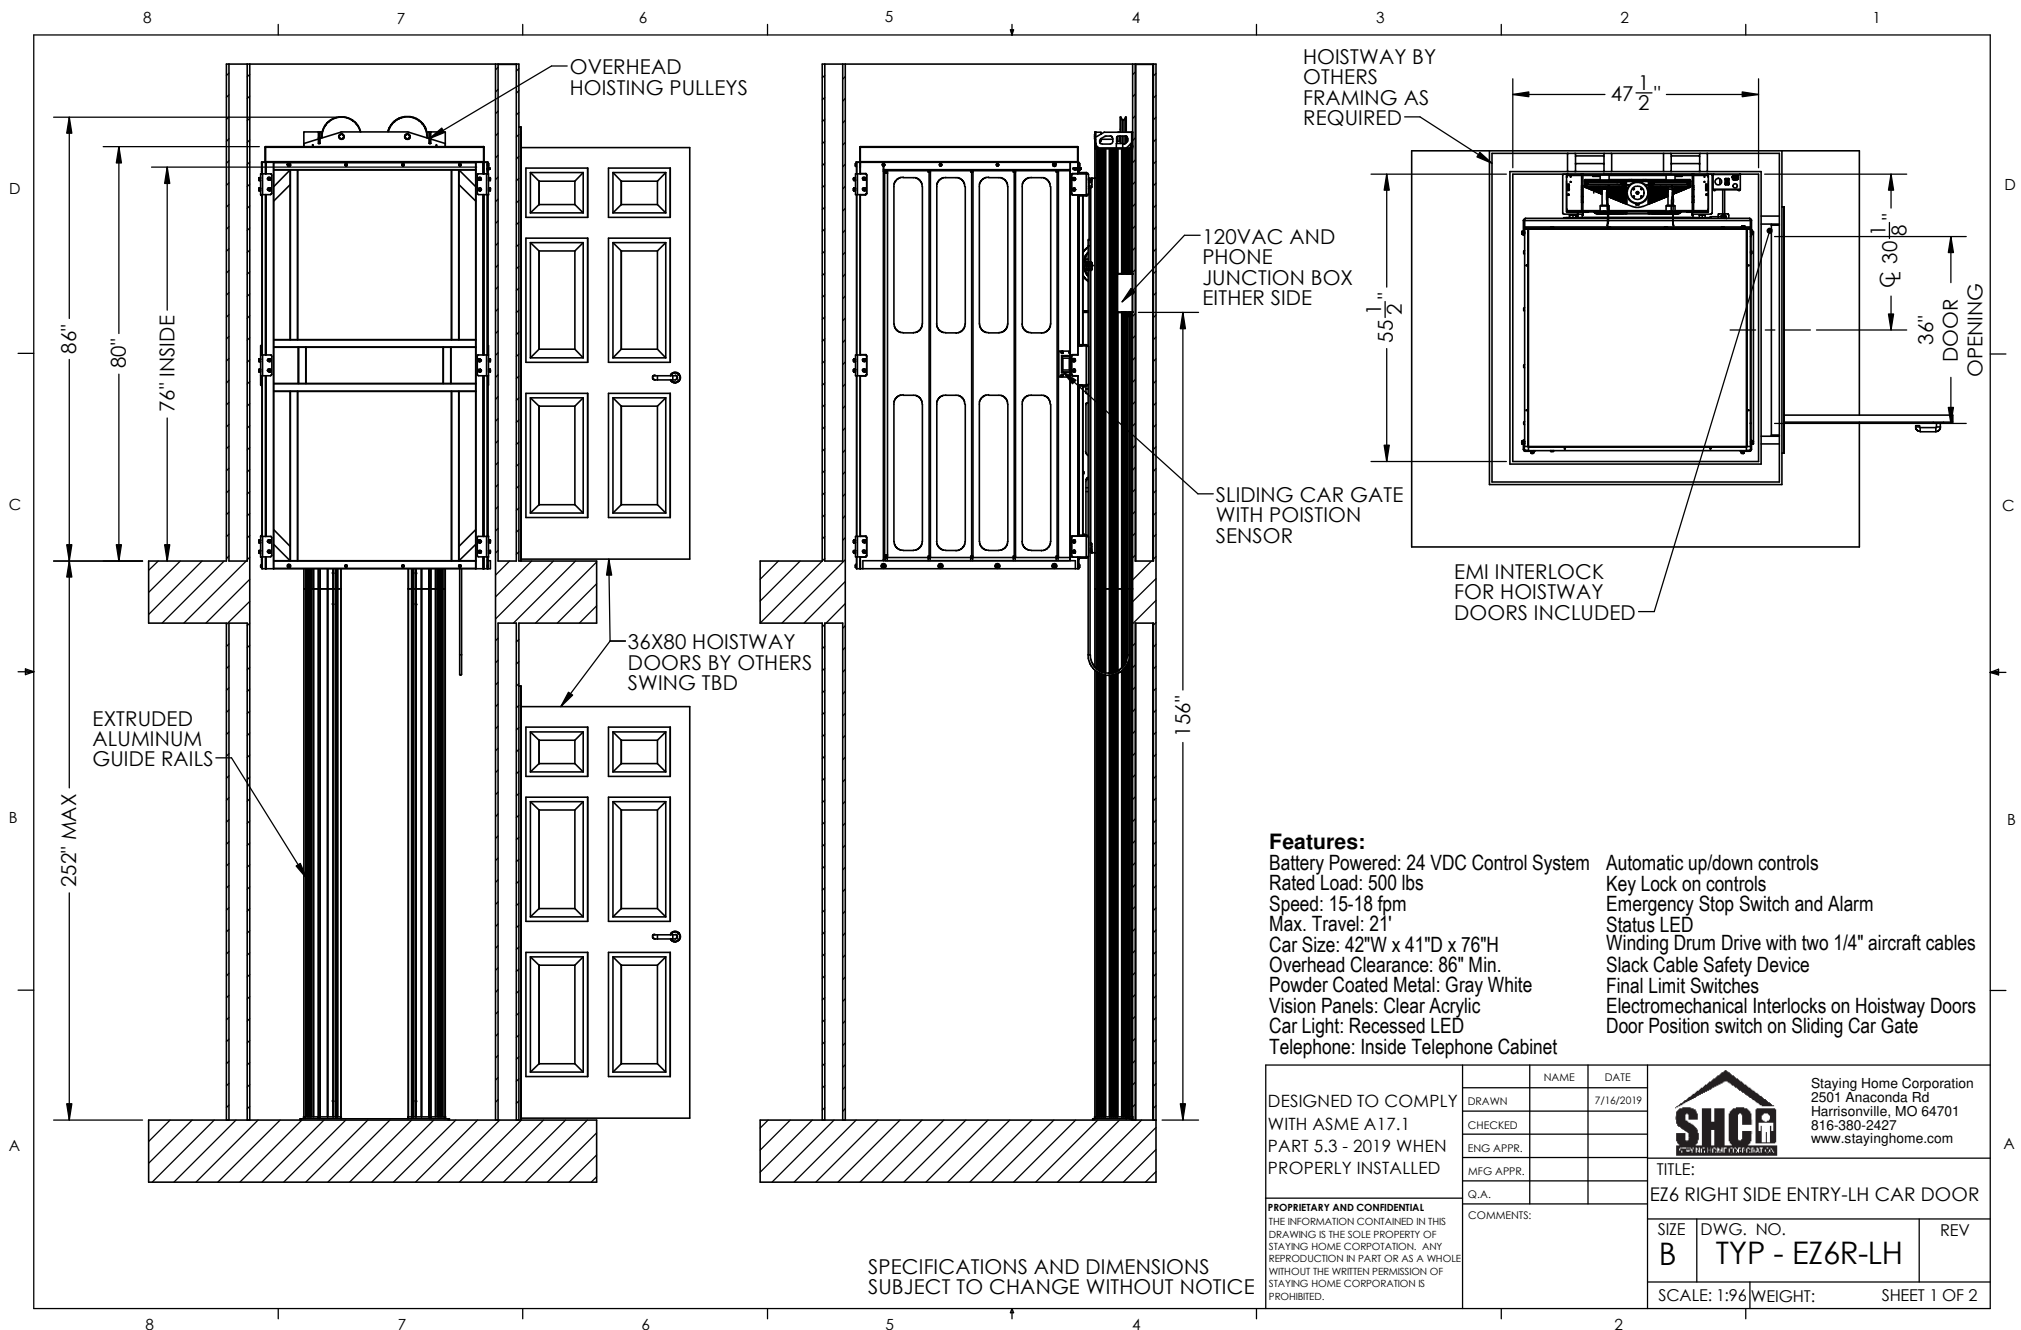 8
7
6
5
4
3
2
1
D
D
C
C
B
B
A
A
OVERHEAD
HOISTING PULLEYS
86"
80"
76" INSIDE
252" MAX
EXTRUDED
ALUMINUM
GUIDE RAILS
36X80 HOISTWAY
DOORS BY OTHERS
SWING TBD
120VAC AND
PHONE
JUNCTION BOX
EITHER SIDE
SLIDING CAR GATE
WITH POISTION
SENSOR
156"
HOISTWAY BY
OTHERS
FRAMING AS
REQUIRED
47 1/2"
55 1/2"
℄ 30 1/8"
36"
DOOR
OPENING
EMI INTERLOCK
FOR HOISTWAY
DOORS INCLUDED
Features:
Battery Powered: 24 VDC Control System
Rated Load: 500 lbs
Speed: 15-18 fpm
Max. Travel: 21'
Car Size: 42"W x 41"D x 76"H
Overhead Clearance: 86" Min.
Powder Coated Metal: Gray White
Vision Panels: Clear Acrylic
Car Light: Recessed LED
Telephone: Inside Telephone Cabinet
Automatic up/down controls
Key Lock on controls
Emergency Stop Switch and Alarm
Status LED
Winding Drum Drive with two 1/4" aircraft cables
Slack Cable Safety Device
Final Limit Switches
Electromechanical Interlocks on Hoistway Doors
Door Position switch on Sliding Car Gate
DESIGNED TO COMPLY
WITH ASME A17.1
PART 5.3 - 2019 WHEN
PROPERLY INSTALLED
PROPRIETARY AND CONFIDENTIAL
THE INFORMATION CONTAINED IN THIS
DRAWING IS THE SOLE PROPERTY OF
STAYING HOME CORPOTATION. ANY
REPRODUCTION IN PART OR AS A WHOLE
WITHOUT THE WRITTEN PERMISSION OF
STAYING HOME CORPORATION IS
PROHIBITED.
NAME
DATE
DRAWN
7/16/2019
CHECKED
ENG APPR.
MFG APPR.
Q.A.
COMMENTS:
SHC
STAYING HOME CORPORATION
Staying Home Corporation
2501 Anaconda Rd
Harrisonville, MO 64701
816-380-2427
www.stayinghome.com
TITLE:
EZ6 RIGHT SIDE ENTRY-LH CAR DOOR
SIZE
B
DWG. NO.
TYP - EZ6R-LH
REV
SCALE: 1:96
WEIGHT:
SHEET 1 OF 2
SPECIFICATIONS AND DIMENSIONS
SUBJECT TO CHANGE WITHOUT NOTICE
8
7
6
5
4
2